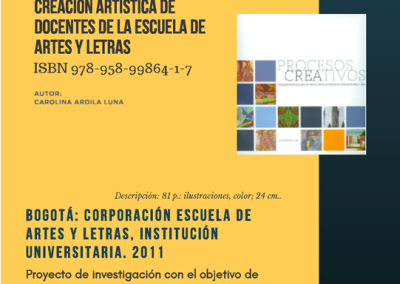 CREACIÓN ARTÍSTICA DE
DOCENTES DE LA ESCUELA DE
ARTES Y LETRAS
ISBN 978-958-99864-1-7
AUTOR:
CAROLINA ARDILA LUNA
PROCESOS
CREATIVOS
Descripción: 81 p.: ilustraciones, color; 24 cm..
BOGOTÁ: CORPORACIÓN ESCUELA DE
ARTES Y LETRAS, INSTITUCIÓN
UNIVERSITARIA. 2011
Proyecto de investigación con el objetivo de